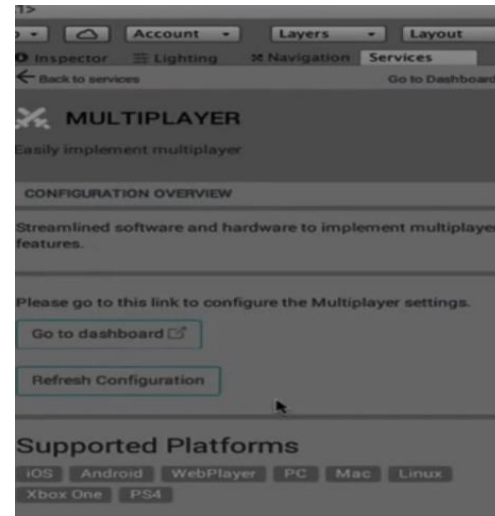 1>
Account Layers Layout
Inspector Lighting Navigation Services
Back to services Go to Dashboard
MULTIPLAYER
Easily implement multiplayer
CONFIGURATION OVERVIEW
Streamlined software and hardware to implement multiplayer
features.
Please go to this link to configure the Multiplayer settings.
Go to dashboard
Refresh Configuration
Supported Platforms
iOS Android WebPlayer PC Mac Linux
Xbox One PS4